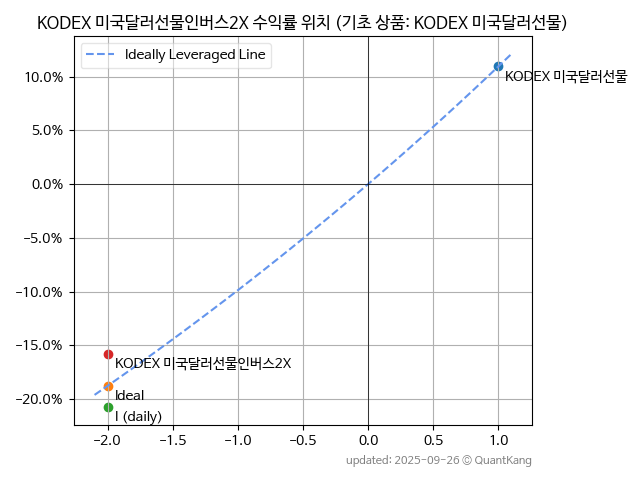 KODEX 미국달러선물인버스2X 수익률 위치 (기초 상품: KODEX 미국달러선물)
Ideally Leveraged Line
10.0%
KODEX 미국달러선물
5.0%
0.0%
−5.0%
−10.0%
−15.0%
KODEX 미국달러선물인버스2X
Ideal
−20.0%
I (daily)
−2.0 −1.5 −1.0 −0.5 0.0 0.5 1.0
updated: 2025-09-26 © QuantKang